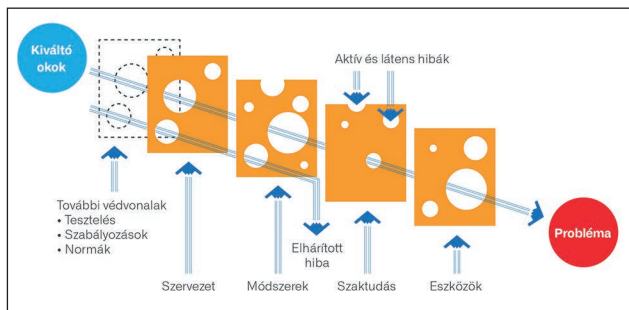 Kiváltó
okok
Aktív és látens hibák
További védvonalak
• Tesztelés
• Szabályozások
• Normák
Elhárított
hiba
Probléma
Szervezet
Módszerek
Szaktudás
Eszközök